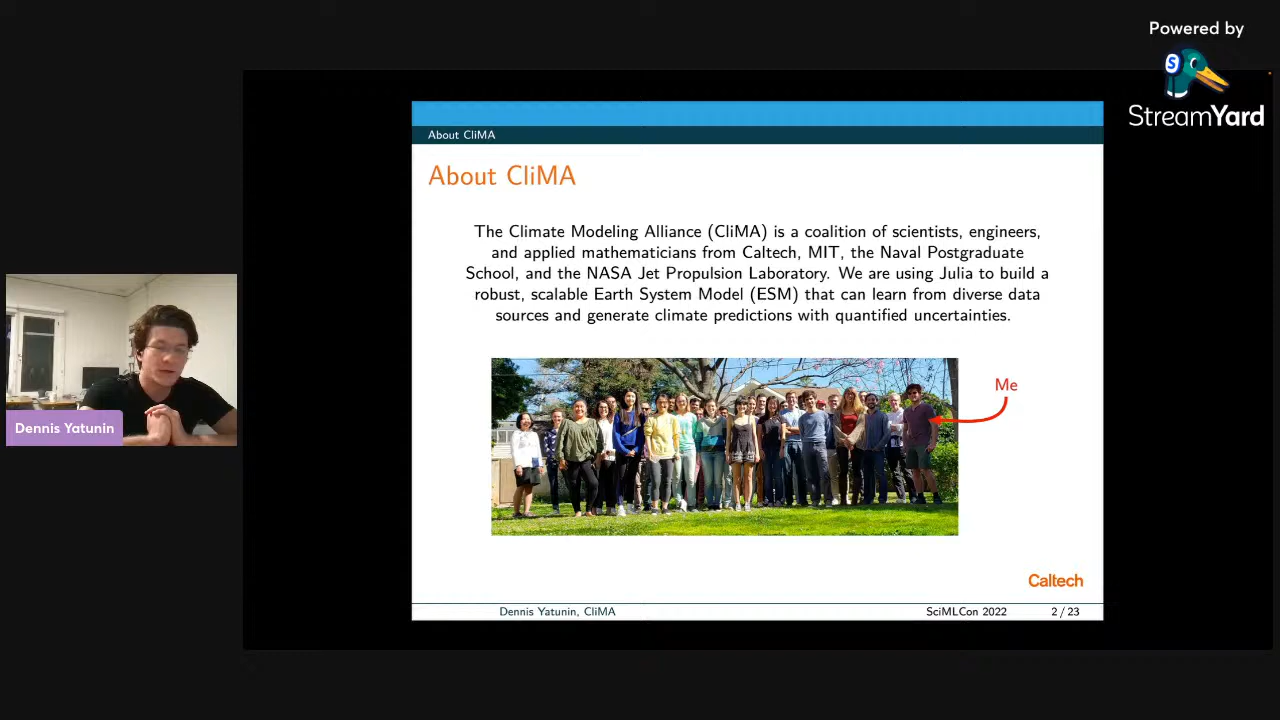 Powered by
S
StreamYard
About CliMA
About CliMA
The Climate Modeling Alliance (CliMA) is a coalition of scientists, engineers,
and applied mathematicians from Caltech, MIT, the Naval Postgraduate
School, and the NASA Jet Propulsion Laboratory. We are using Julia to build a
robust, scalable Earth System Model (ESM) that can learn from diverse data
sources and generate climate predictions with quantified uncertainties.
Me
Dennis Yatunin
Caltech
Dennis Yatunin, CliMA
SciMLCon 2022
2 / 23